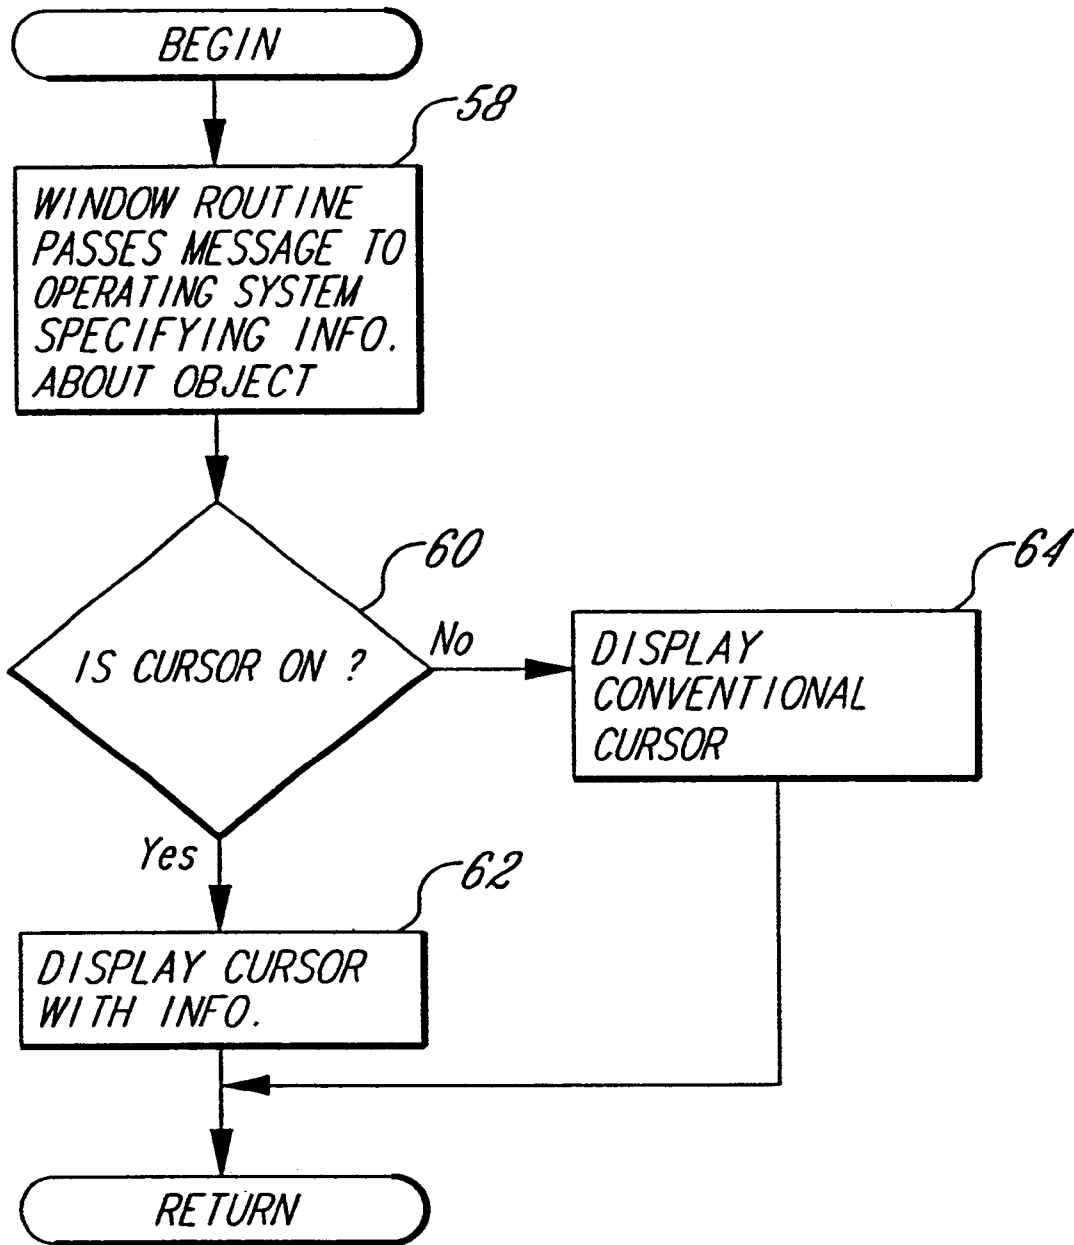 BEGIN
58
WINDOW ROUTINE
PASSES MESSAGE TO
OPERATING SYSTEM
SPECIFYING INFO.
ABOUT OBJECT
60
IS CURSOR ON ?
No
64
DISPLAY
CONVENTIONAL
CURSOR
Yes
62
DISPLAY CURSOR
WITH INFO.
RETURN